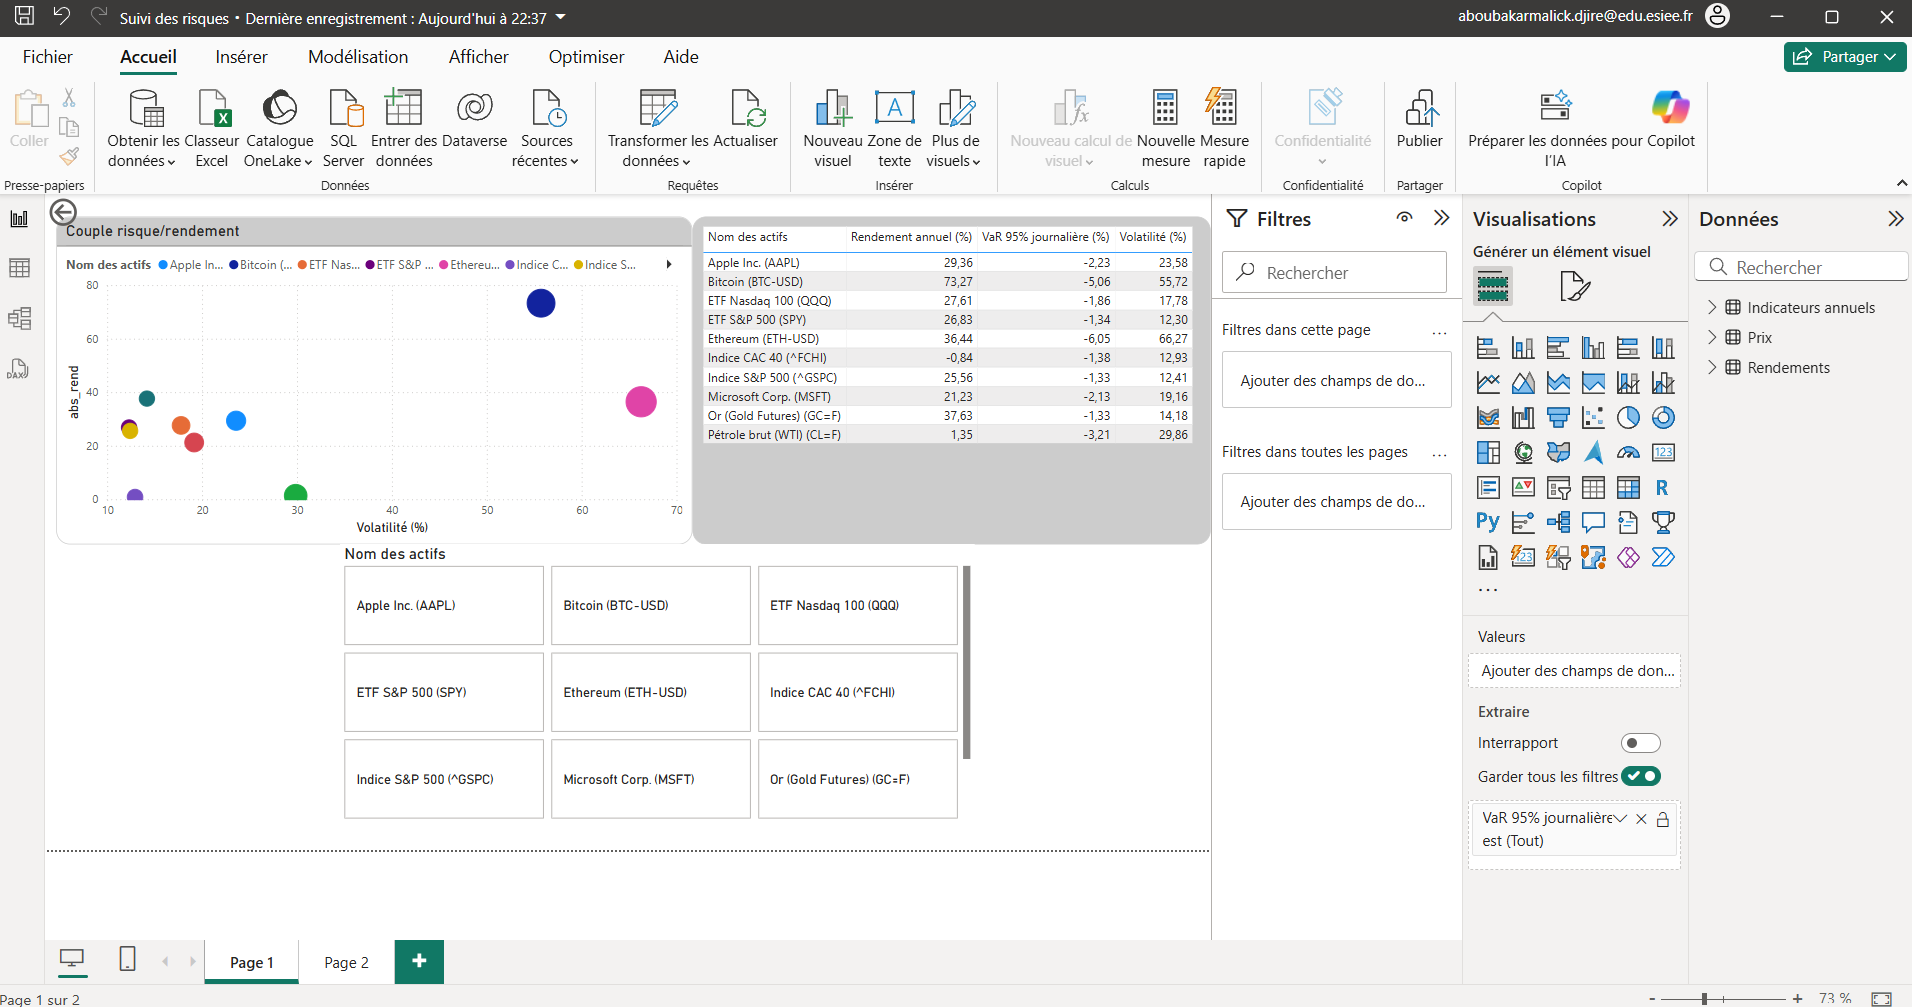 Suivi des risques • Dernière enregistrement : Aujourd'hui à 22:37
aboubakarmalick.djire@edu.esiee.fr
Fichier
Accueil
Insérer
Modélisation
Afficher
Optimiser
Aide
Partager
Coller
Obtenir les données
Classeur Excel
Catalogue OneLake
SQL Server
Entrer des données
Dataverse
Sources récentes
Transformer les données
Actualiser
Nouveau visuel
Zone de texte
Plus de visuels
Nouveau calcul de visuel
Nouvelle mesure
Mesure rapide
Confidentialité
Publier
Préparer les données pour l'IA
Copilot
Presse-papiers
Données
Requêtes
Insérer
Calculs
Confidentialité
Partager
Copilot
Couple risque/rendement
Nom des actifs Apple In... Bitcoin (... ETF Nas... ETF S&P ... Ethereu... Indice C... Indice S...
80
60
40
20
0
abs_rend
10 20 30 40 50 60 70
Volatilité (%)
Nom des actifs Rendement annuel (%) VaR 95% journalière (%) Volatilité (%)
Apple Inc. (AAPL) 29,36 -2,23 23,58
Bitcoin (BTC-USD) 73,27 -5,06 55,72
ETF Nasdaq 100 (QQQ) 27,61 -1,86 17,78
ETF S&P 500 (SPY) 26,83 -1,34 12,30
Ethereum (ETH-USD) 36,44 -6,05 66,27
Indice CAC 40 (^FCHI) -0,84 -1,38 12,93
Indice S&P 500 (^GSPC) 25,56 -1,33 12,41
Microsoft Corp. (MSFT) 21,23 -2,13 19,16
Or (Gold Futures) (GC=F) 37,63 -1,33 14,18
Pétrole brut (WTI) (CL=F) 1,35 -3,21 29,86
Nom des actifs
Apple Inc. (AAPL)
Bitcoin (BTC-USD)
ETF Nasdaq 100 (QQQ)
ETF S&P 500 (SPY)
Ethereum (ETH-USD)
Indice CAC 40 (^FCHI)
Indice S&P 500 (^GSPC)
Microsoft Corp. (MSFT)
Or (Gold Futures) (GC=F)
Filtres
Rechercher
Filtres dans cette page
...
Ajouter des champs de do...
Filtres dans toutes les pages
...
Ajouter des champs de do...
Visualisations
Générer un élément visuel
123
R
Py
123
...
Valeurs
Ajouter des champs de don...
Extraire
Interrapport
Garder tous les filtres
VaR 95% journalière
est (Tout)
Données
Rechercher
Indicateurs annuels
Prix
Rendements
DAX
Page 1
Page 2
+
Page 1 sur 2
- + 73 %